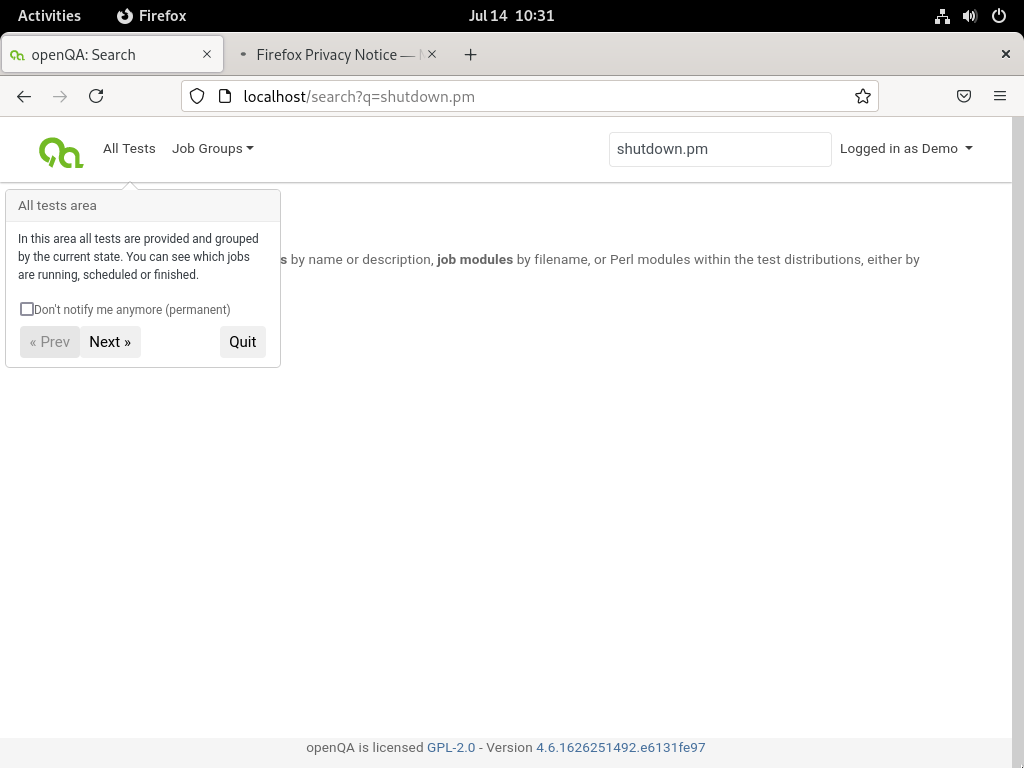 Activities Firefox Jul 14 10:31
openQA: Search Firefox Privacy Notice —
localhost/search?q=shutdown.pm
All Tests Job Groups shutdown.pm Logged in as Demo
All tests area
In this area all tests are provided and grouped
by the current state. You can see which jobs
are running, scheduled or finished.
s by name or description, job modules by filename, or Perl modules within the test distributions, either by
Don't notify me anymore (permanent)
« Prev Next » Quit
openQA is licensed GPL-2.0 - Version 4.6.1626251492.e6131fe97